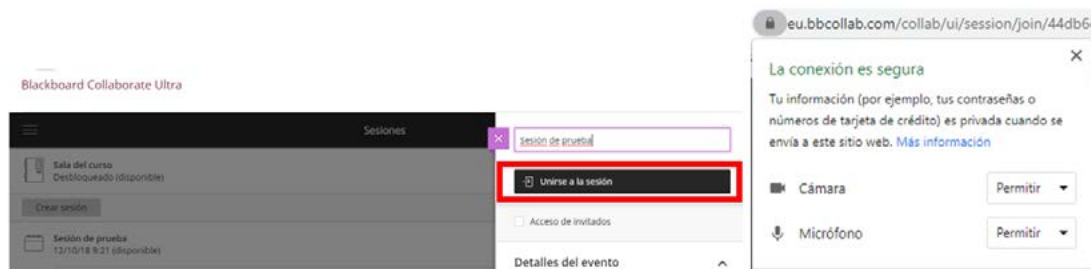 Blackboard Collaborate Ultra
Sesiones
Sala del curso
Desbloqueado (disponible)
Crear sesión
Sesión de prueba
12/10/18 9:21 (disponible)
Sesión de prueba
Unirse a la sesión
Acceso de invitados
Detalles del evento
eu.bbcollab.com/collab/ui/session/join/44db6
La conexión es segura
Tu información (por ejemplo, tus contraseñas o
números de tarjeta de crédito) es privada cuando se
envía a este sitio web. Más información
Cámara Permitir
Micrófono Permitir